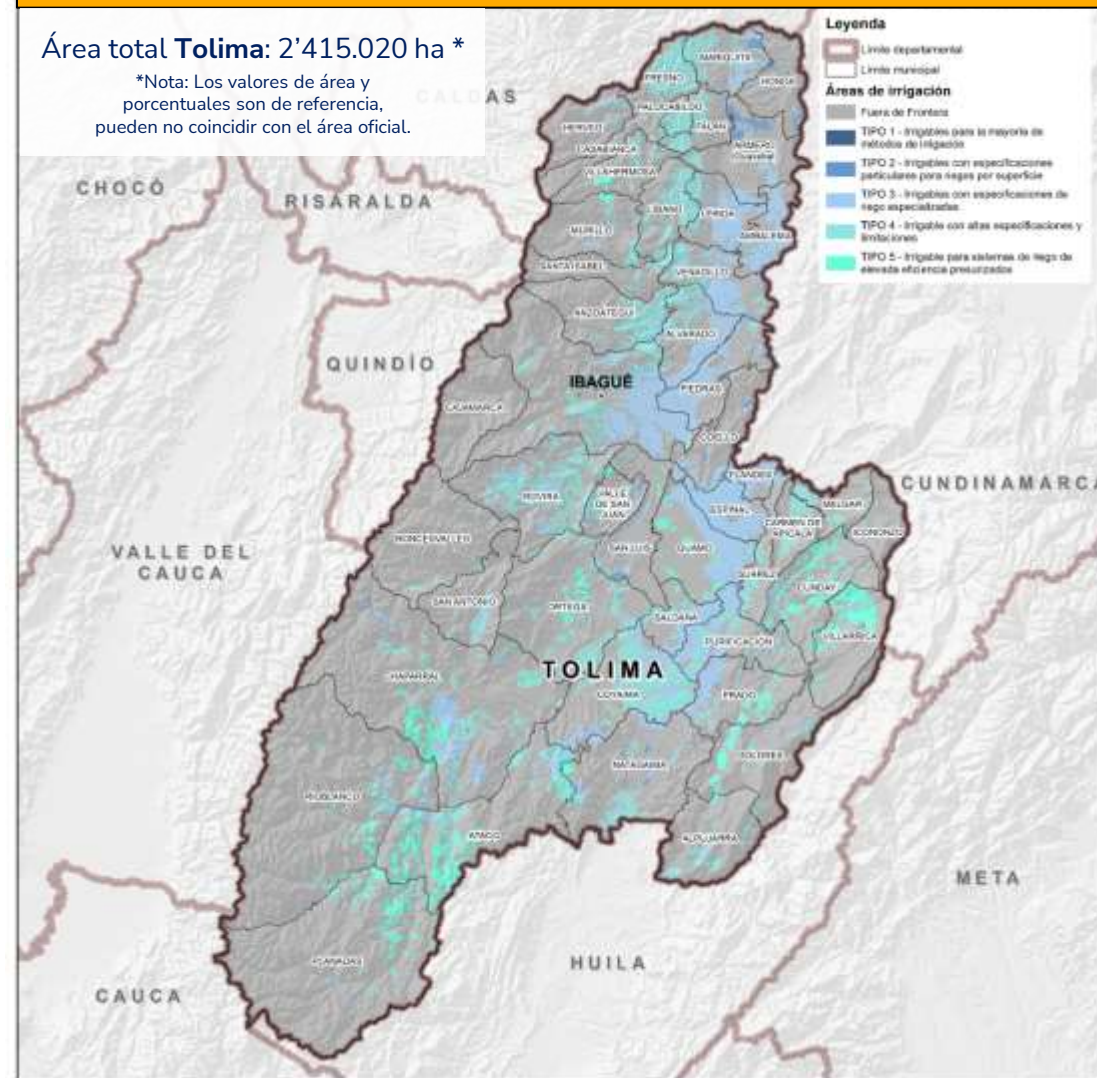 Área total Tolima: 2'415.020 ha *
*Nota: Los valores de área y
porcentuales son de referencia,
pueden no coincidir con el área oficial.
Leyenda
Límite departamental
Límite municipal
Áreas de irrigación
Fuera de Frontera
TIPO 1 - Irrigables para la mayoría de
métodos de irrigación
TIPO 2 - Irrigables con especificaciones
particulares para riegos por superficie
TIPO 3 - Irrigables con especificaciones de
riego especializadas
TIPO 4 - Irrigable con altas especificaciones y
limitaciones
TIPO 5 - Irrigable para sistemas de riego de
elevada eficiencia presurizados
CALDAS
MARIQUITA
HONDA
FRESNO
PALOCABILDO
FALAN
HERVEO
CASABIANCA
ARMERO
VILLAHERMOSA
CHOCÓ
RISARALDA
LÍBANO
LÉRIDA
MURILLO
AMBALEMA
SANTA ISABEL
VENADILLO
ANZOÁTEGUI
ALVARADO
QUINDÍO
IBAGUÉ
PIEDRAS
CAJAMARCA
COELLO
FLANDES
CUNDINAMARCA
ROVIRA
VALLE
DE SAN
JUAN
ESPINAL
MELGAR
CARMEN DE
APICALÁ
ICONONZO
VALLE DEL
CAUCA
RONCESVALLES
SAN LUIS
GUAMO
SUÁREZ
CUNDAY
SAN ANTONIO
ORTEGA
SALDAÑA
VILLARRICA
PURIFICACIÓN
TOLIMA
HAPARRAL
COYAIMA
PRADO
NATAGAIMA
DOLORES
RIOBLANCO
ATACO
ALPUJARRA
META
PLANADAS
HUILA
CAUCA